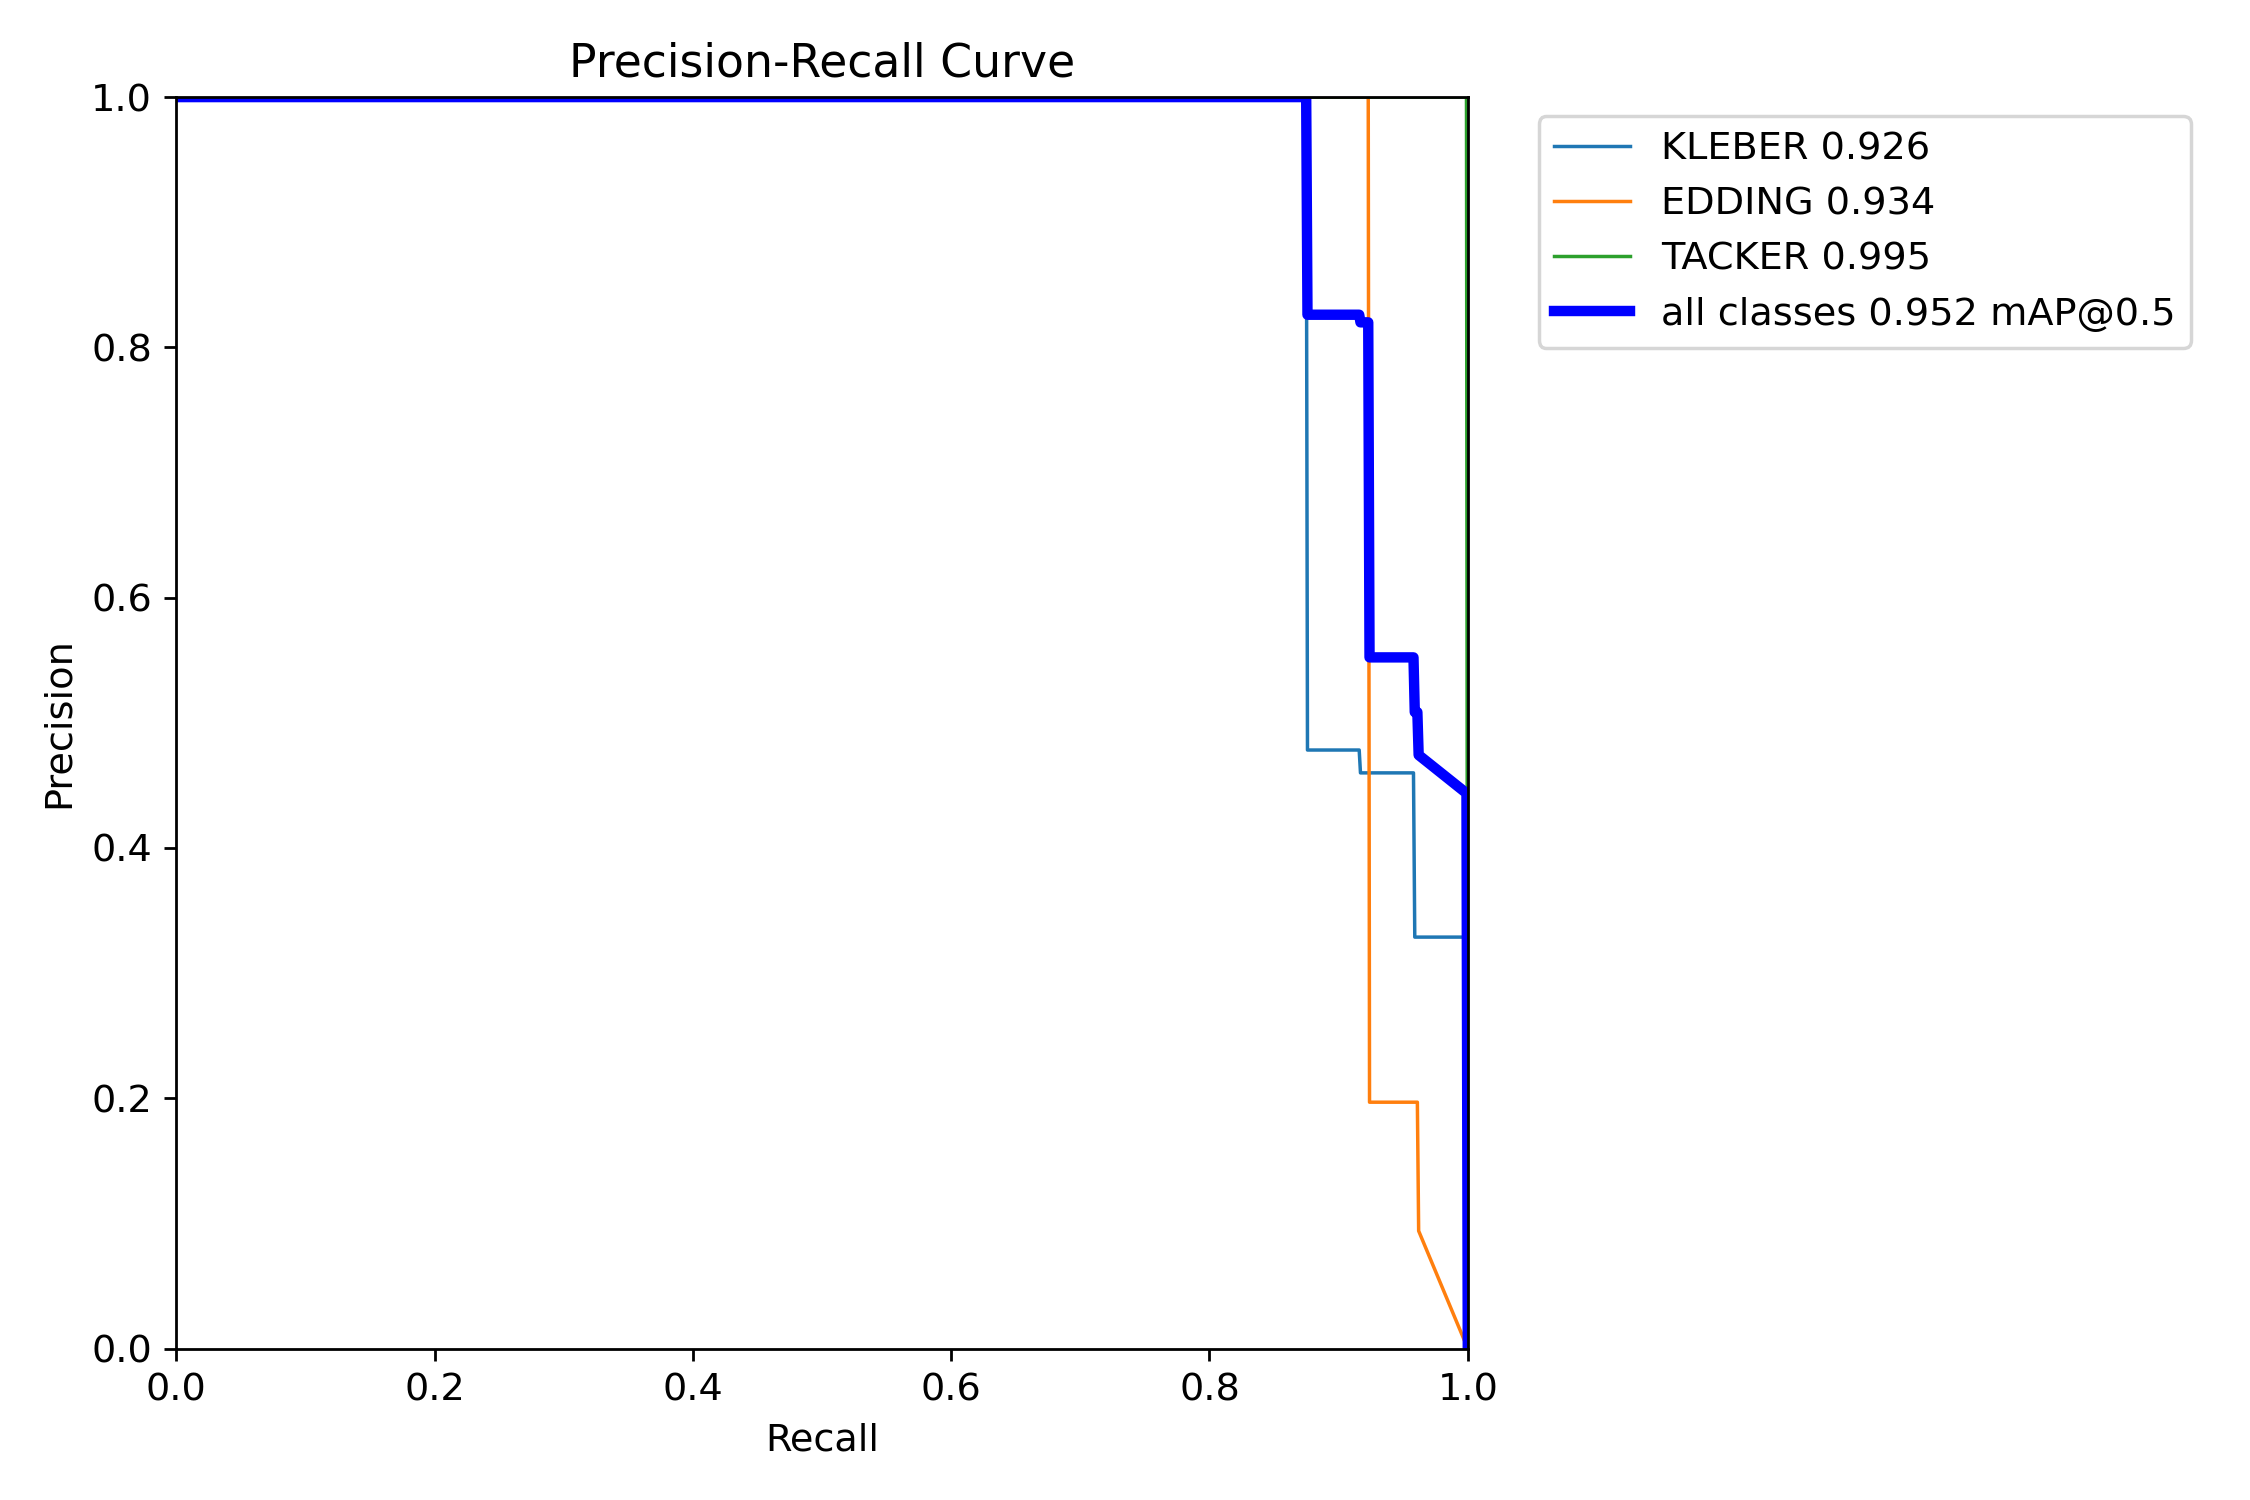 Precision-Recall Curve
1.0
0.8
0.6
0.4
0.2
0.0
Precision
0.0 0.2 0.4 0.6 0.8 1.0
Recall
KLEBER 0.926
EDDING 0.934
TACKER 0.995
all classes 0.952 mAP@0.5